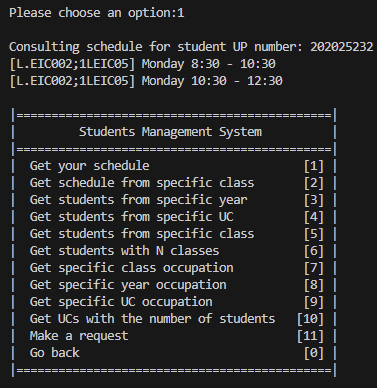 Please choose an option:1
Consulting schedule for student UP number: 202025232
[L.EIC002;1LEIC05] Monday 8:30 - 10:30
[L.EIC002;1LEIC05] Monday 10:30 - 12:30
|=============================================|
| Students Management System |
|=============================================|
| Get your schedule [1] |
| Get schedule from specific class [2] |
| Get students from specific year [3] |
| Get students from specific UC [4] |
| Get students from specific class [5] |
| Get students with N classes [6] |
| Get specific class occupation [7] |
| Get specific year occupation [8] |
| Get specific UC occupation [9] |
| Get UCs with the number of students [10] |
| Make a request [11] |
| Go back [0] |
|=============================================|